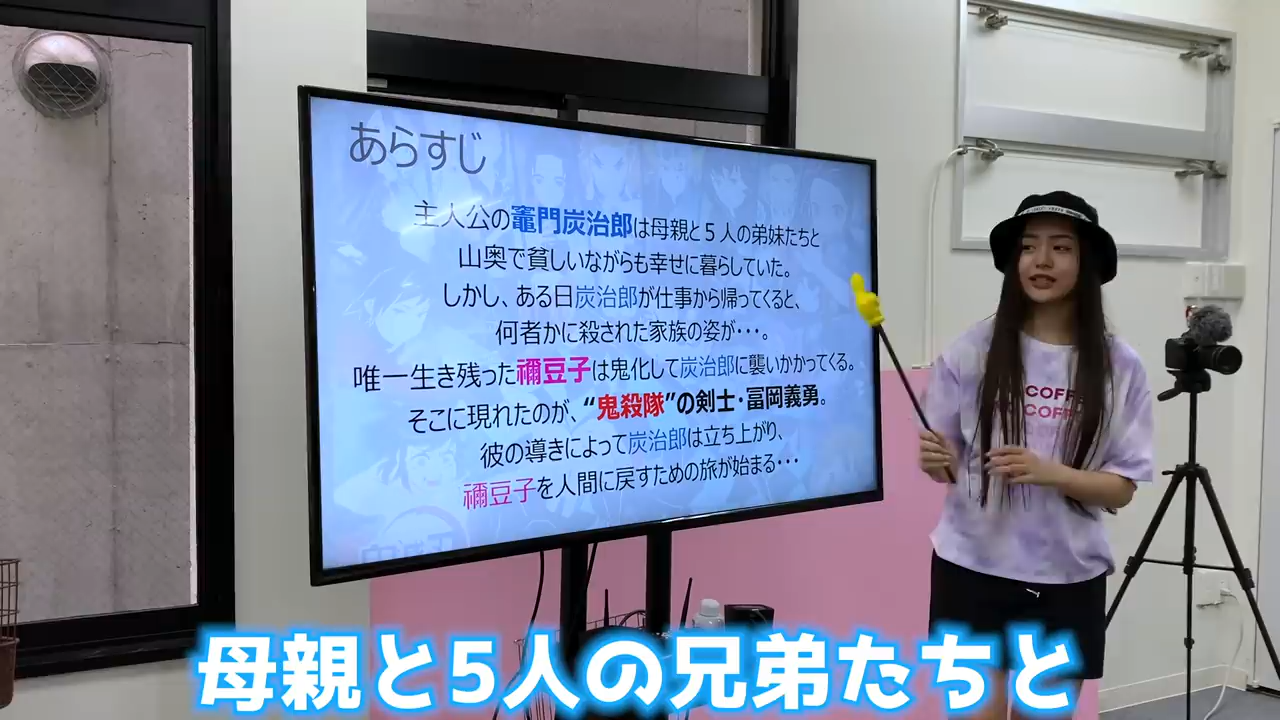 あらすじ
主人公の竈門炭治郎は母親と5人の弟妹たちと
山奥で貧しいながらも幸せに暮らしていた。
しかし、ある日炭治郎が仕事から帰ってくると、
何者かに殺された家族の姿が・・・。
唯一生き残った禰豆子は鬼化して炭治郎に襲いかかってくる。
そこに現れたのが、“鬼殺隊”の剣士・冨岡義勇。
彼の導きによって炭治郎は立ち上がり、
禰豆子を人間に戻すための旅が始まる・・・
COFFE
COFF
母親と5人の兄弟たちと